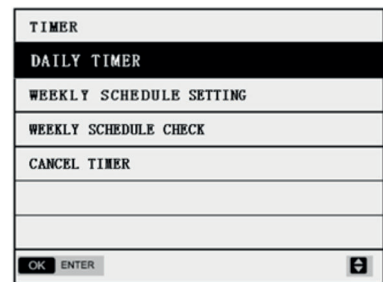 TIMER
DAILY TIMER
WEEKLY SCHEDULE SETTING
WEEKLY SCHEDULE CHECK
CANCEL TIMER
OK ENTER